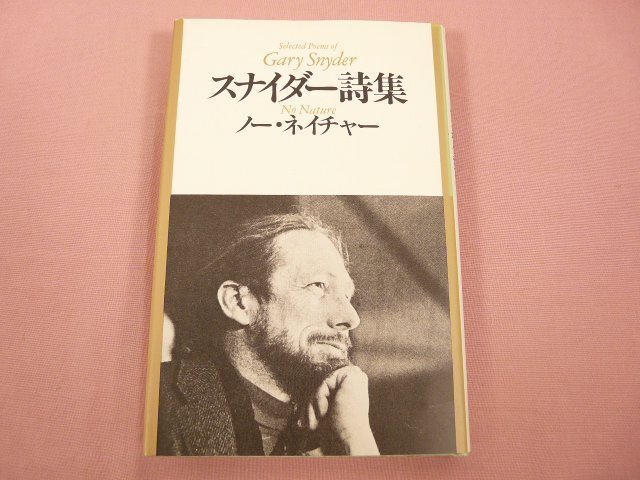 Selected Poems of
Gary Snyder
スナイダー詩集
No Nature
ノー・ネイチャー